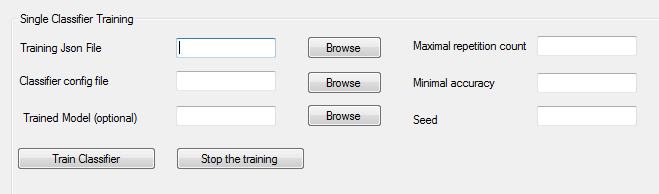 Single Classifier Training
Training Json File
Browse
Maximal repetition count
Classifier config file
Browse
Minimal accuracy
Trained Model (optional)
Browse
Seed
Train Classifier
Stop the training